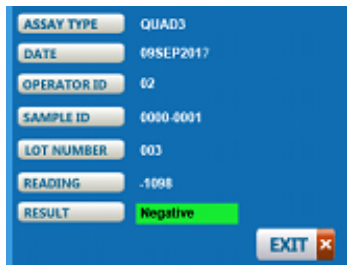 ASSAY TYPE QUAD3
DATE 09SEP2017
OPERATOR ID 02
SAMPLE ID 0000-0001
LOT NUMBER 003
READING -1098
RESULT Negative
EXIT ×